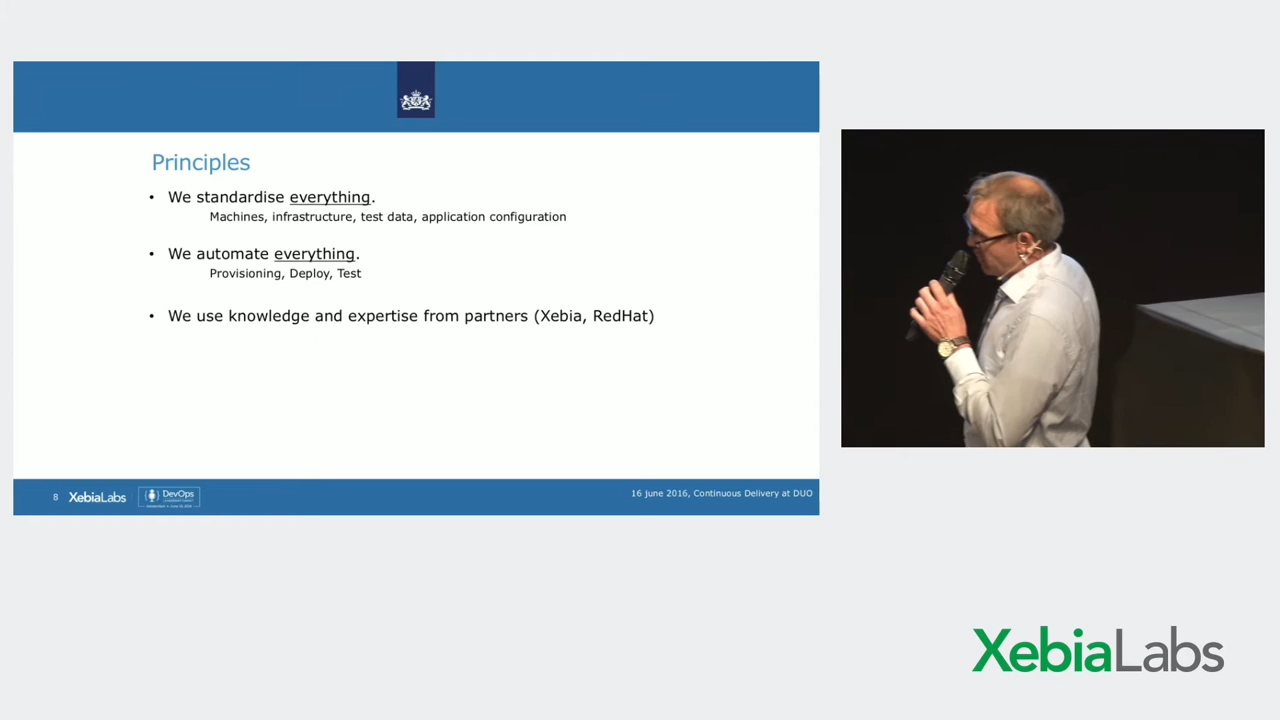 Principles
• We standardise everything.
Machines, infrastructure, test data, application configuration
• We automate everything.
Provisioning, Deploy, Test
• We use knowledge and expertise from partners (Xebia, RedHat)
8 XebiaLabs DevOps
16 june 2016, Continuous Delivery at DUO
XebiaLabs